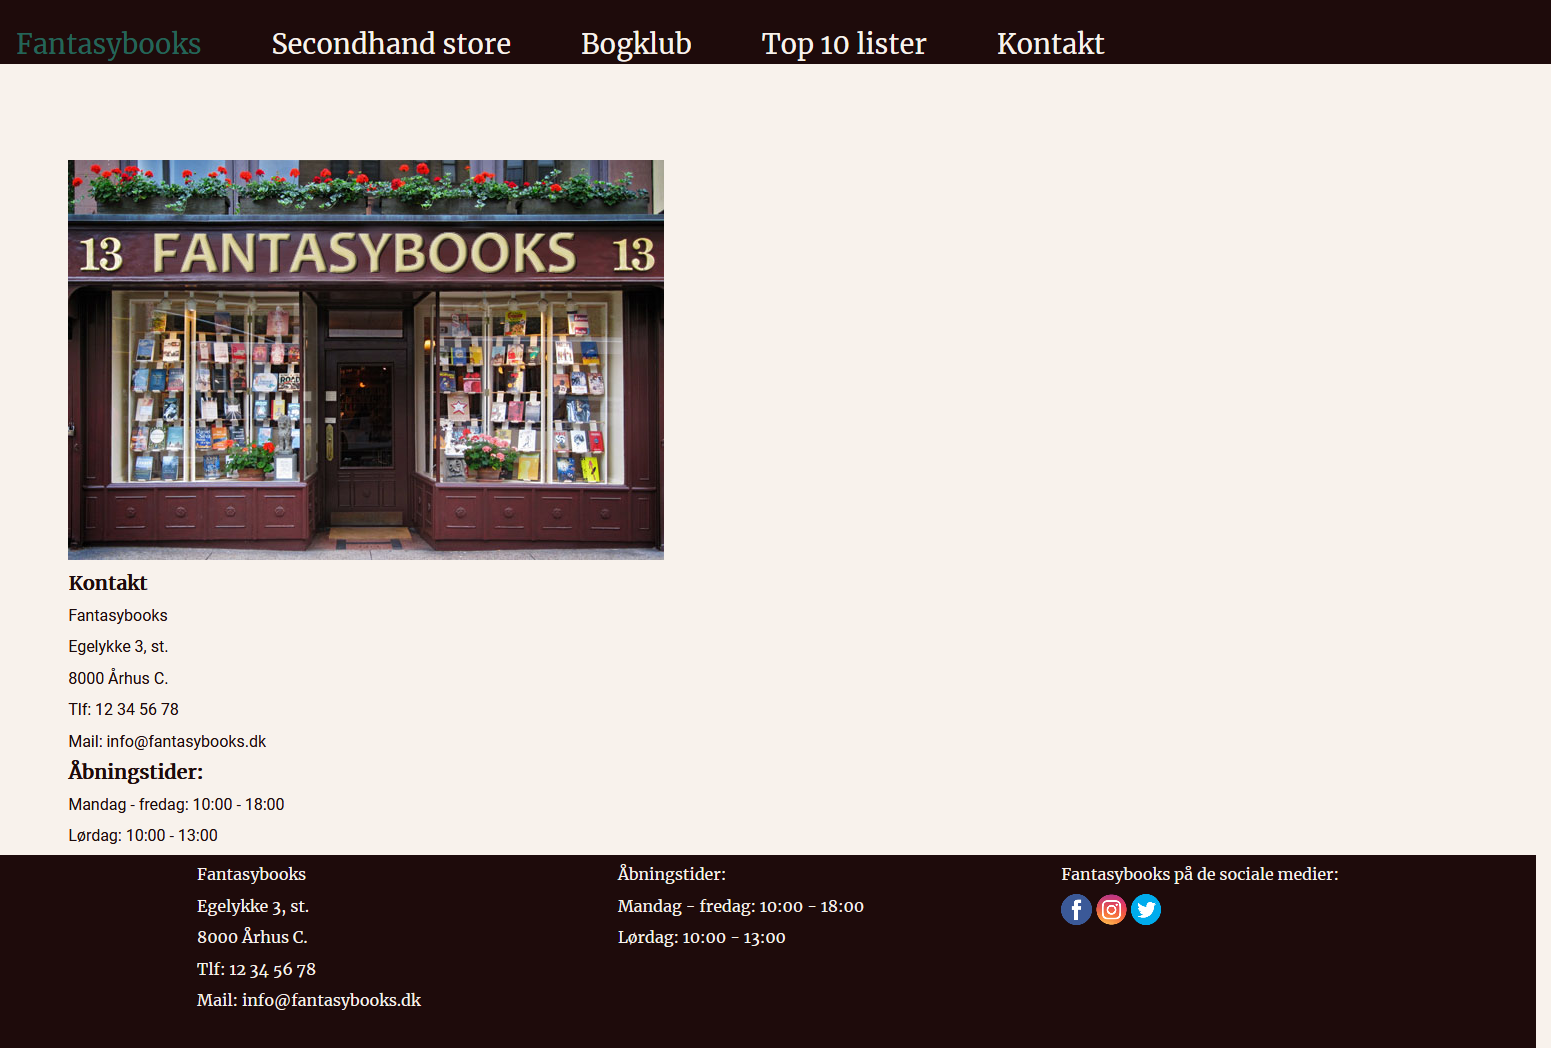 Fantasybooks
Secondhand store
Bogklub
Top 10 lister
Kontakt
13 FANTASYBOOKS 13
Kontakt
Fantasybooks
Egelykke 3, st.
8000 Århus C.
Tlf: 12 34 56 78
Mail: info@fantasybooks.dk
Åbningstider:
Mandag - fredag: 10:00 - 18:00
Lørdag: 10:00 - 13:00
Fantasybooks
Egelykke 3, st.
8000 Århus C.
Tlf: 12 34 56 78
Mail: info@fantasybooks.dk
Åbningstider:
Mandag - fredag: 10:00 - 18:00
Lørdag: 10:00 - 13:00
Fantasybooks på de sociale medier: